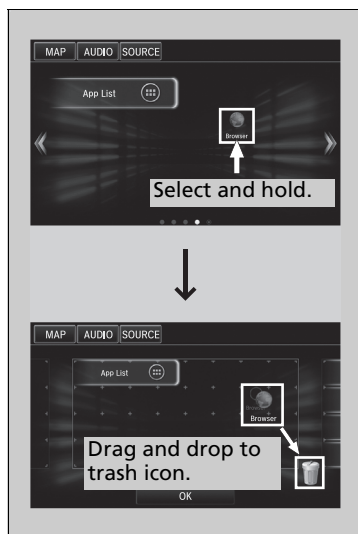 MAP AUDIO SOURCE
App List
Browser
Select and hold.
MAP AUDIO SOURCE
App List
Browser
Drag and drop to
trash icon.
OK